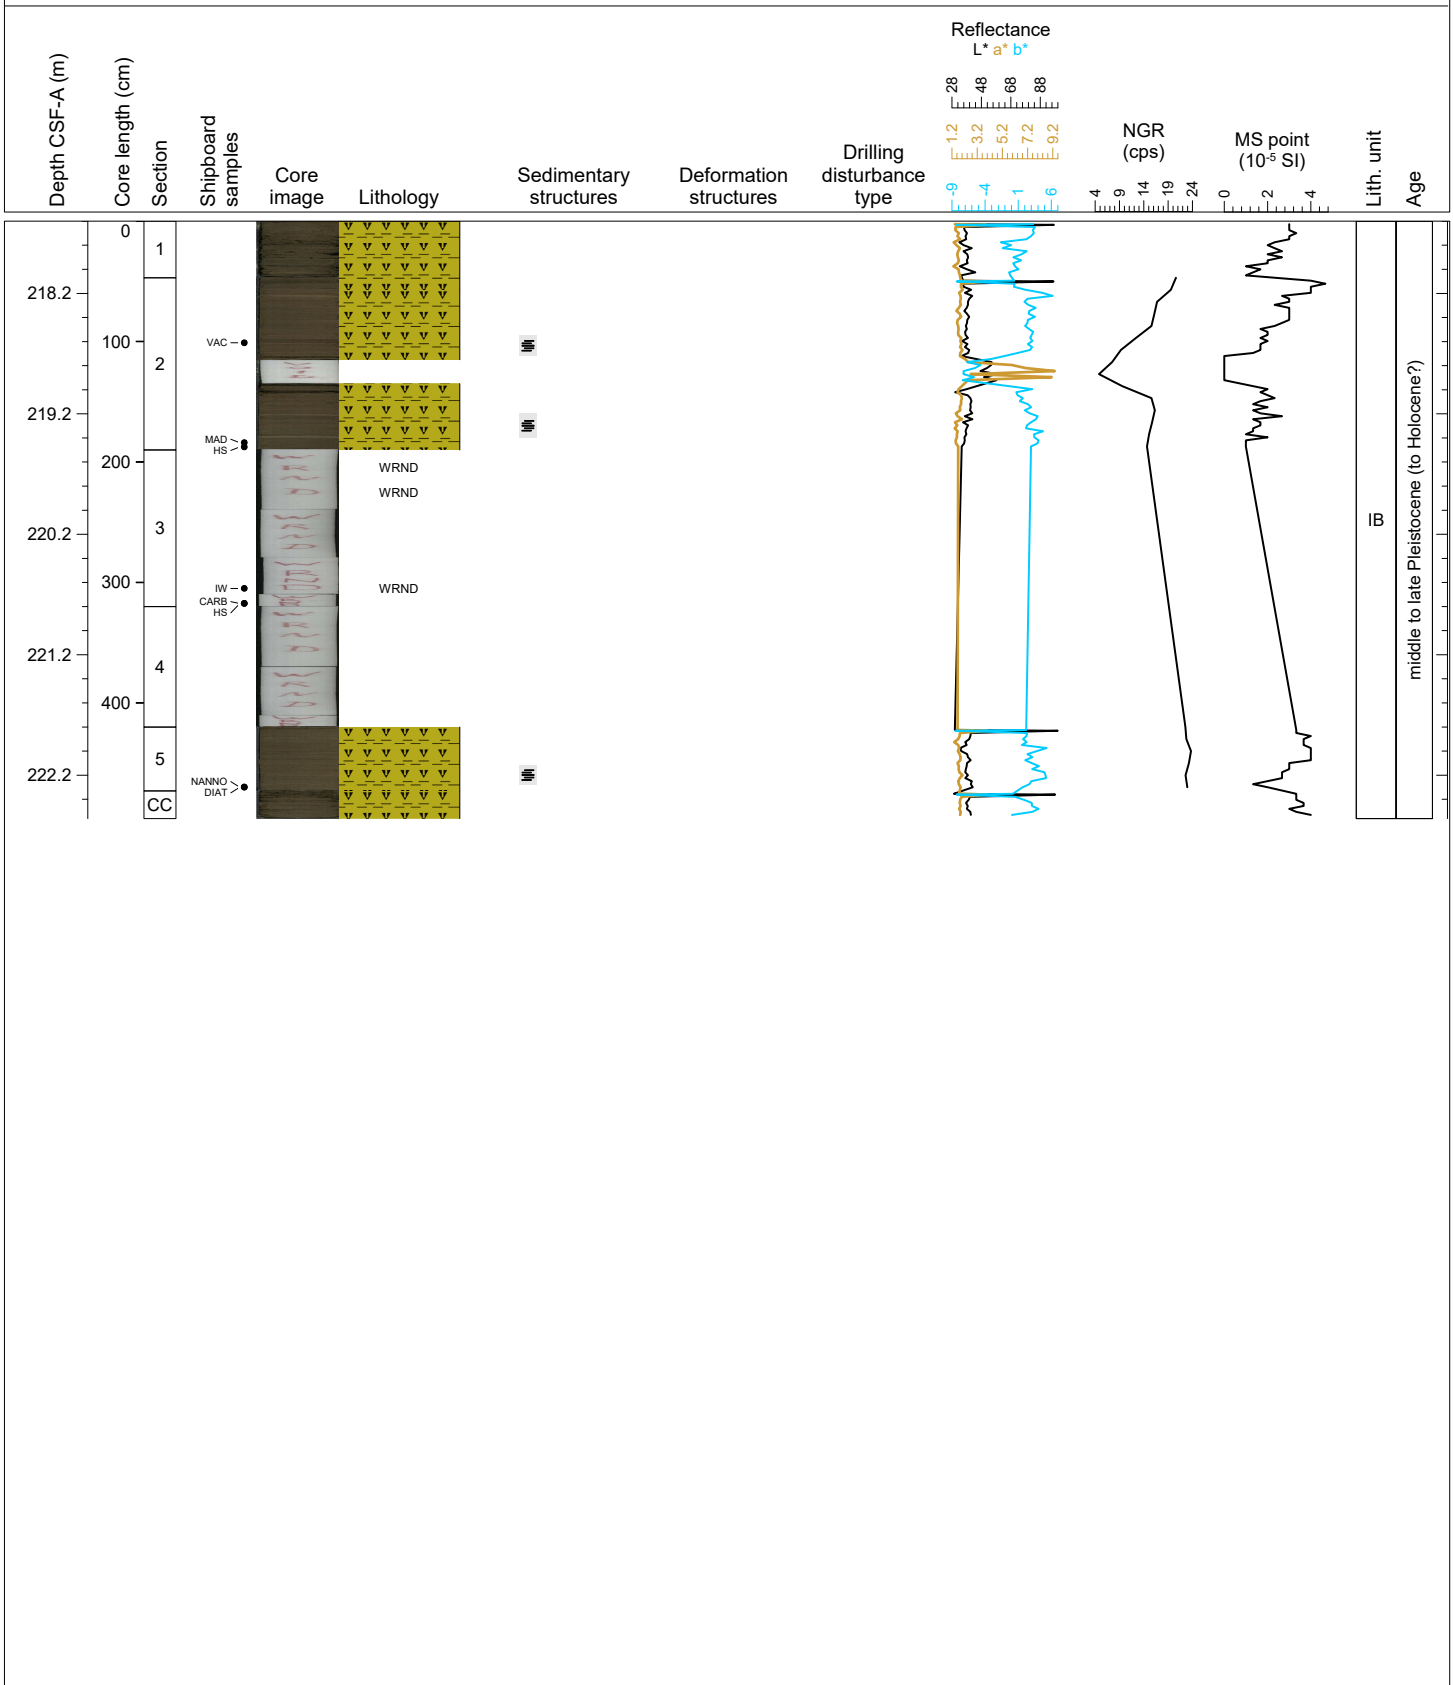 Depth CSF-A (m)
Core length (cm)
Section
Shipboard
samples
Core
image
Lithology
Sedimentary
structures
Deformation
structures
Drilling
disturbance
type
Reflectance
L* a* b*
28 48 68 88
1.2 3.2 5.2 7.2 9.2
-9 -4 1 6
NGR
(cps)
4 9 14 19 24
MS point
(10-5 SI)
0 2 4
Lith. unit
Age
0
1
218.2
100
VAC
2
219.2
MAD
HS
200
WRND
WRND
3
220.2
IB
middle to late Pleistocene (to Holocene?)
300
IW
WRND
CARB
HS
221.2
4
400
5
222.2
NANNO
DIAT
CC